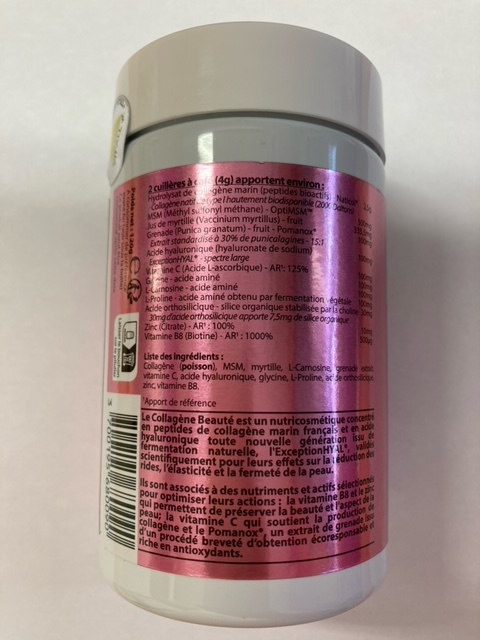 2 cuillères à café (4g) apportent environ :
Hydrolysat de collagène marin (peptides bioactifs) - Naticol®
Collagène natif de type I hautement biodisponible (2000 Daltons)
MSM (Méthyl sulfonyl méthane) - OptiMSM™
Jus de myrtille (Vaccinium myrtillus) - fruit
Grenade (Punica granatum) - fruit - Pomanox®
Extrait standardisé à 30% de punicalagines - 15:1
Acide hyaluronique (hyaluronate de sodium)
ExceptionHYAL® - spectre large
Vitamine C (Acide L-ascorbique) - AR¹: 125%
Glycine - acide aminé
L-Carnosine - acide aminé
L-Proline - acide aminé obtenu par fermentation végétale
Acide orthosilicique - silice organique stabilisée par la choline
30mg d'acide orthosilicique apporte 7,5mg de silice organique
Zinc (Citrate) - AR¹ : 100%
Vitamine B8 (Biotine) - AR¹ : 1000%
500µg
Liste des ingrédients :
Collagène (poisson), MSM, myrtille, L-Carnosine, grenade extrait,
vitamine C, acide hyaluronique, glycine, L-Proline, acide orthosilicique,
zinc, vitamine B8.
¹Apport de référence
Le Collagène Beauté est un nutricosmétique concentré
en peptides de collagène marin français et en acide
hyaluronique toute nouvelle génération issu de
fermentation naturelle, l'ExceptionHYAL®, validés
scientifiquement pour leurs effets sur la réduction des
rides, l'élasticité et la fermeté de la peau.
Ils sont associés à des nutriments et actifs sélectionnés
pour optimiser leurs actions : la vitamine B8 et le zinc
qui permettent de préserver la beauté et l'aspect de la
peau; la vitamine C qui soutient la production de
collagène et le Pomanox®, un extrait de grenade issu
d'un procédé breveté d'obtention écoresponsable et
riche en antioxydants.